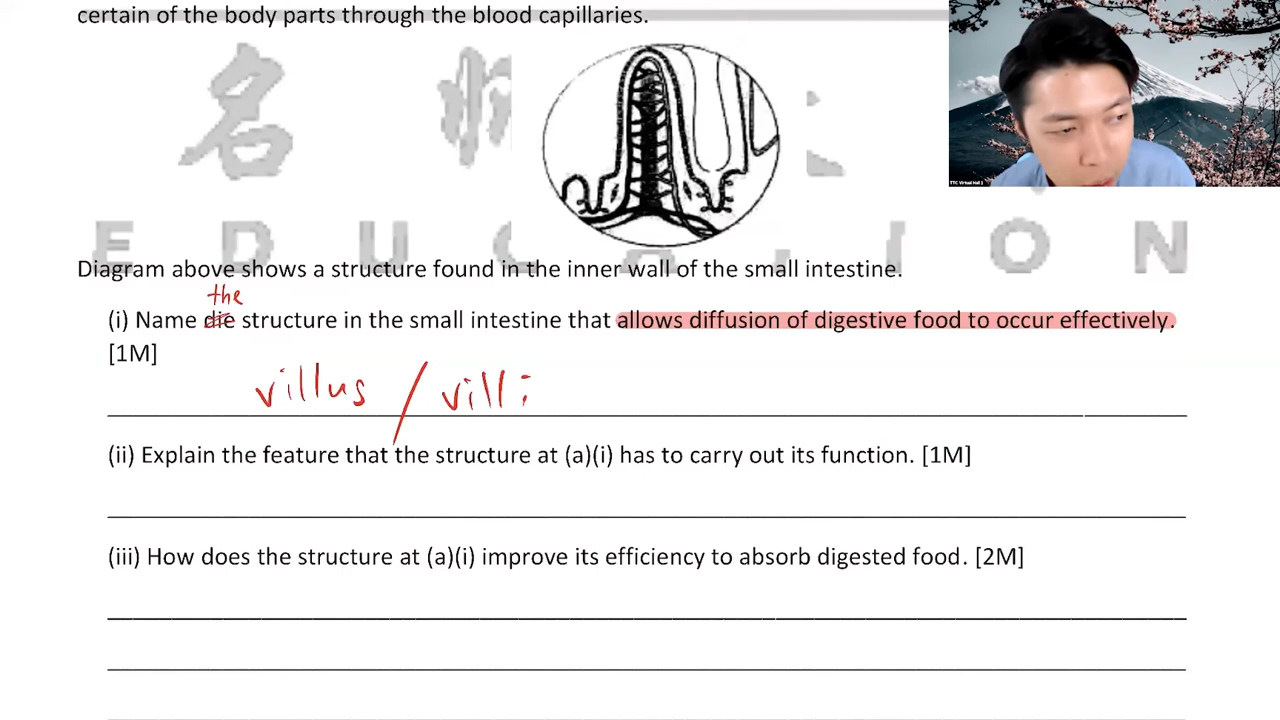 certain of the body parts through the blood capillaries.
名
EDUCATION
Diagram above shows a structure found in the inner wall of the small intestine.
the
(i) Name die structure in the small intestine that allows diffusion of digestive food to occur effectively.
[1M]
villus / villi
(ii) Explain the feature that the structure at (a)(i) has to carry out its function. [1M]
(iii) How does the structure at (a)(i) improve its efficiency to absorb digested food. [2M]